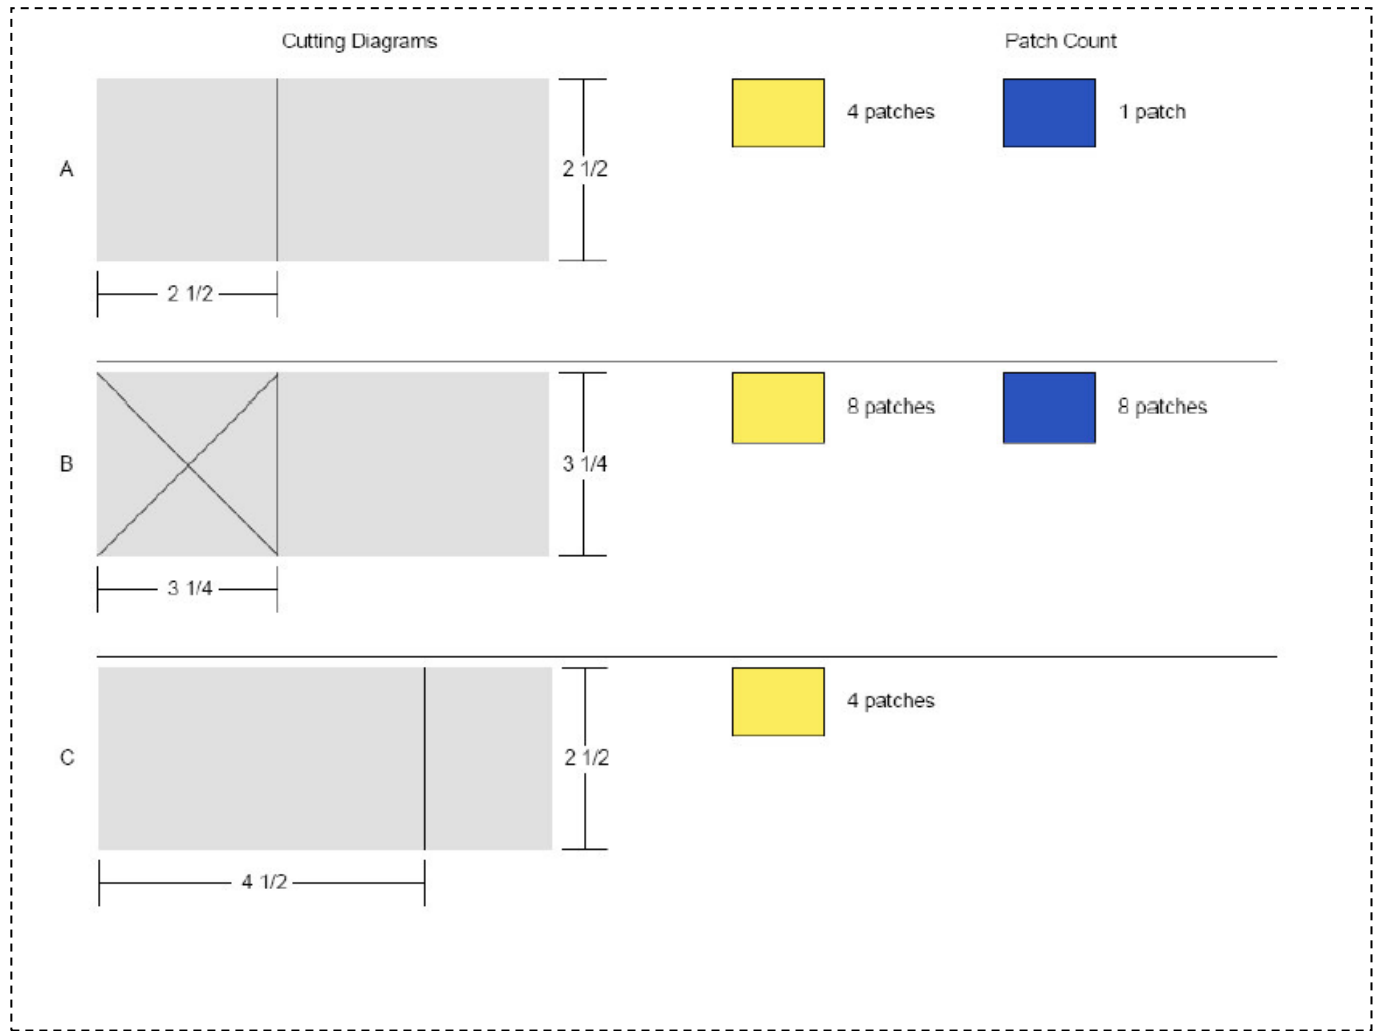 Cutting Diagrams
Patch Count
A
2 1/2
2 1/2
4 patches
1 patch
B
3 1/4
3 1/4
8 patches
8 patches
C
2 1/2
4 1/2
4 patches